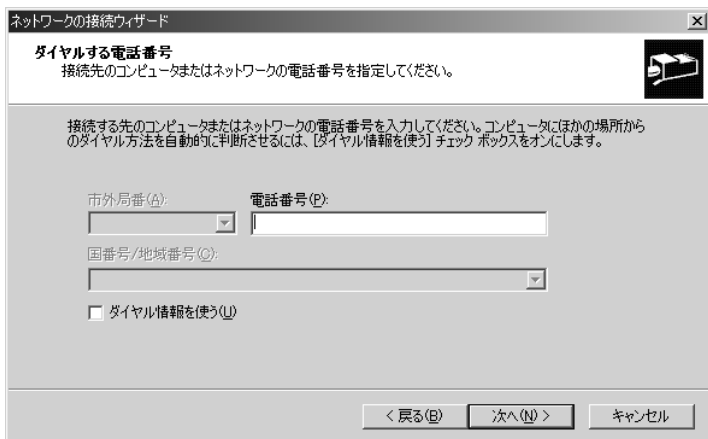 ネットワークの接続ウィザード
ダイヤルする電話番号
接続先のコンピュータまたはネットワークの電話番号を指定してください。
接続する先のコンピュータまたはネットワークの電話番号を入力してください。コンピュータにほかの場所から
のダイヤル方法を自動的に判断させるには、[ダイヤル情報を使う] チェック ボックスをオンにします。
市外局番(A):
電話番号(P):
国番号/地域番号(C):
ダイヤル情報を使う(U)
< 戻る(B)
次へ(N) >
キャンセル